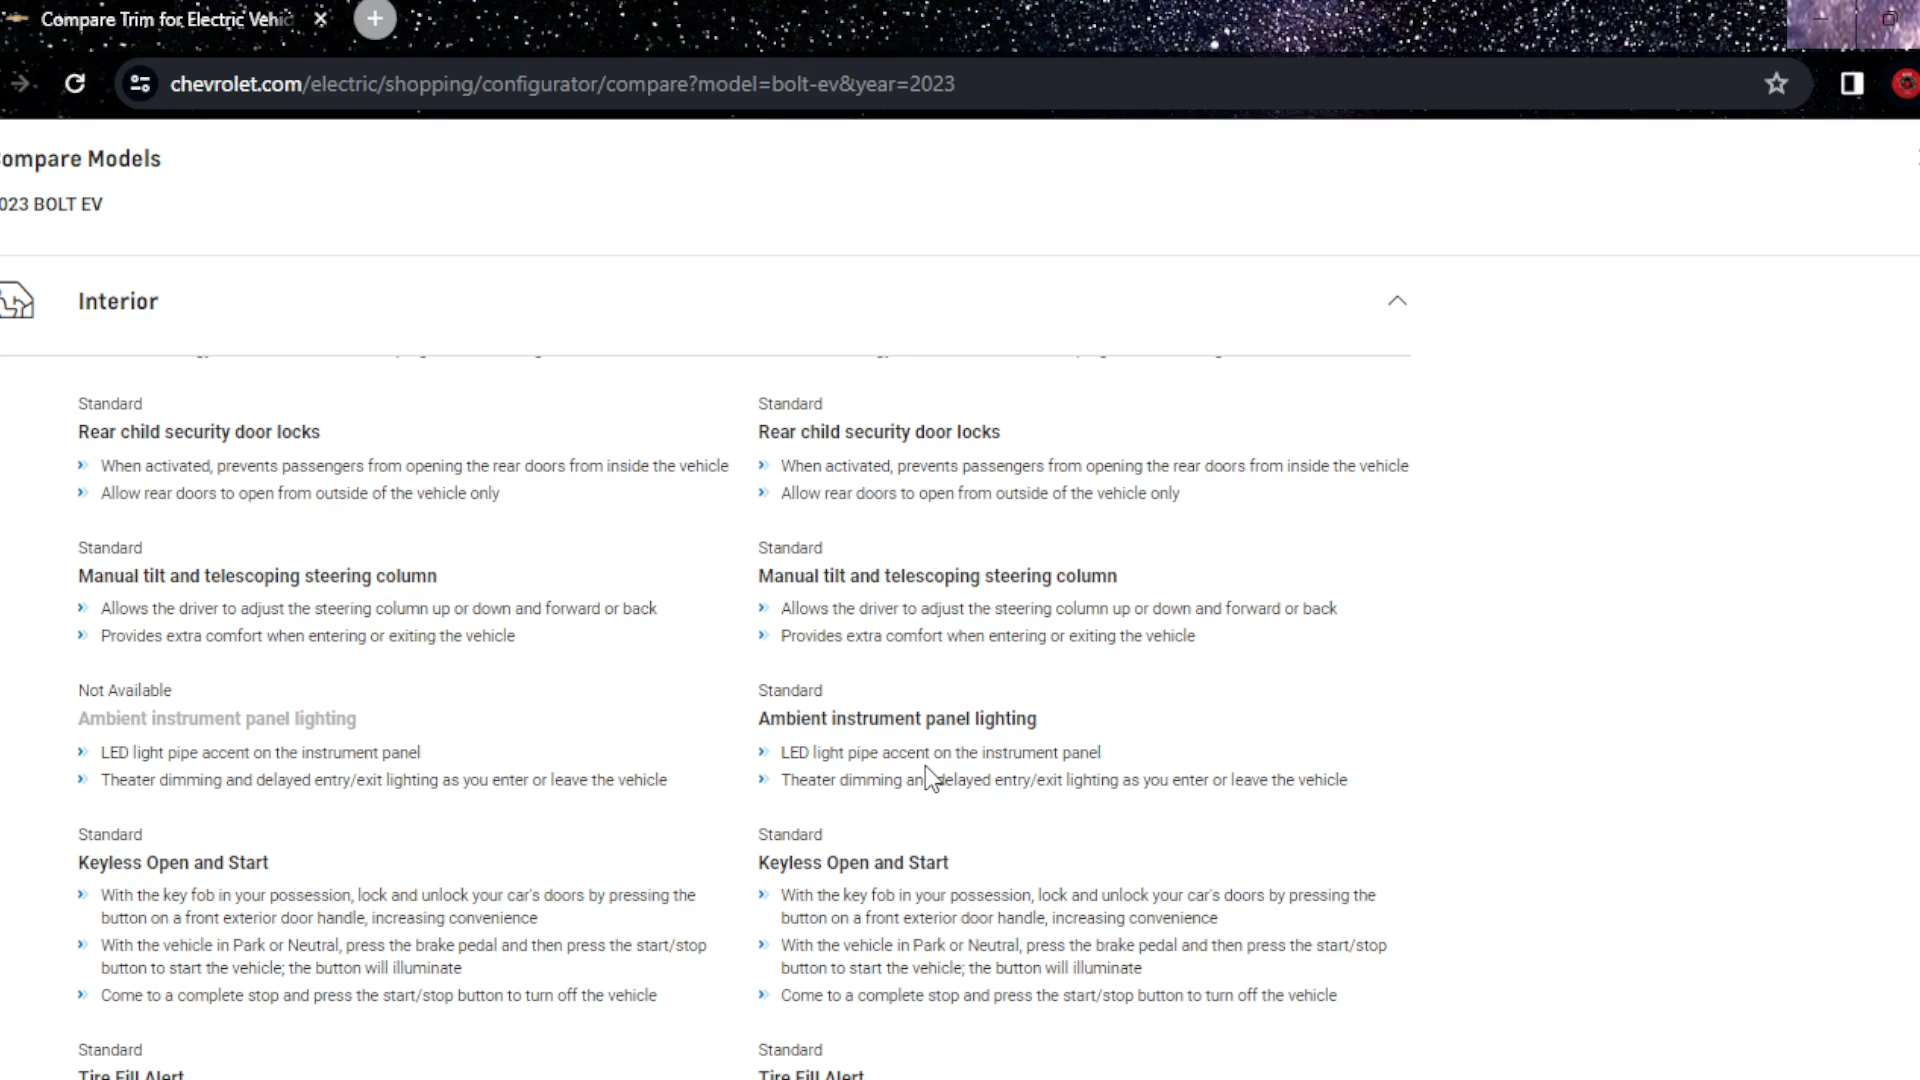 Compare Trim for Electric Vehic
chevrolet.com/electric/shopping/configurator/compare?model=bolt-ev&year=2023
ompare Models
023 BOLT EV
Interior
Standard
Rear child security door locks
When activated, prevents passengers from opening the rear doors from inside the vehicle
Allow rear doors to open from outside of the vehicle only
Standard
Rear child security door locks
When activated, prevents passengers from opening the rear doors from inside the vehicle
Allow rear doors to open from outside of the vehicle only
Standard
Manual tilt and telescoping steering column
Allows the driver to adjust the steering column up or down and forward or back
Provides extra comfort when entering or exiting the vehicle
Standard
Manual tilt and telescoping steering column
Allows the driver to adjust the steering column up or down and forward or back
Provides extra comfort when entering or exiting the vehicle
Not Available
Ambient instrument panel lighting
LED light pipe accent on the instrument panel
Theater dimming and delayed entry/exit lighting as you enter or leave the vehicle
Standard
Ambient instrument panel lighting
LED light pipe accent on the instrument panel
Theater dimming and delayed entry/exit lighting as you enter or leave the vehicle
Standard
Keyless Open and Start
With the key fob in your possession, lock and unlock your car's doors by pressing the
button on a front exterior door handle, increasing convenience
With the vehicle in Park or Neutral, press the brake pedal and then press the start/stop
button to start the vehicle; the button will illuminate
Come to a complete stop and press the start/stop button to turn off the vehicle
Standard
Keyless Open and Start
With the key fob in your possession, lock and unlock your car's doors by pressing the
button on a front exterior door handle, increasing convenience
With the vehicle in Park or Neutral, press the brake pedal and then press the start/stop
button to start the vehicle; the button will illuminate
Come to a complete stop and press the start/stop button to turn off the vehicle
Standard
Tire Fill Alert
Standard
Tire Fill Alert